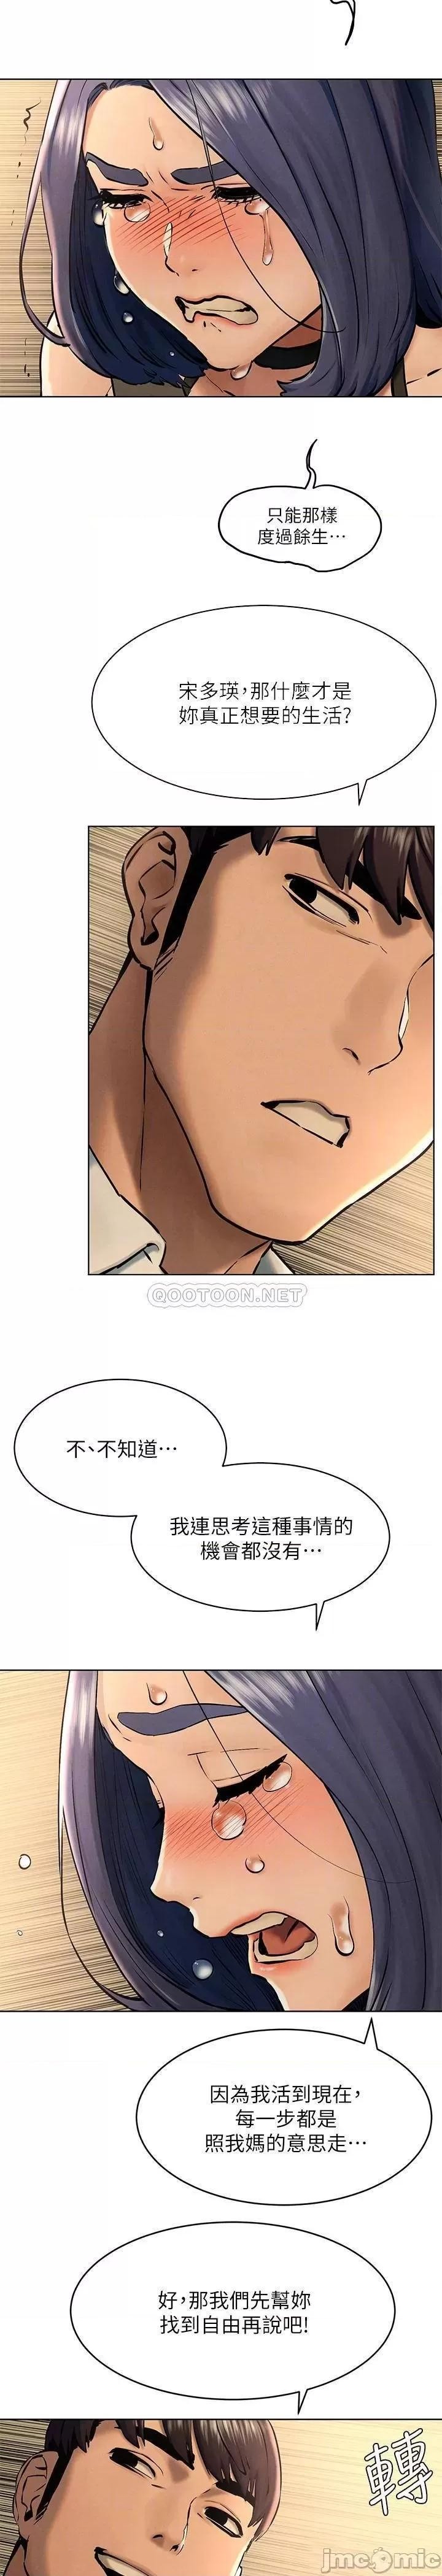 只能那樣
度過餘生…
宋多瑛，那什麼才是
妳真正想要的生活？
QOOTOON.NET
不、不知道…
我連思考這種事情的
機會都沒有…
因為我活到現在，
每一步都是
照我媽的意思走…
好，那我們先幫妳
找到自由再說吧！
轉
jmcomic